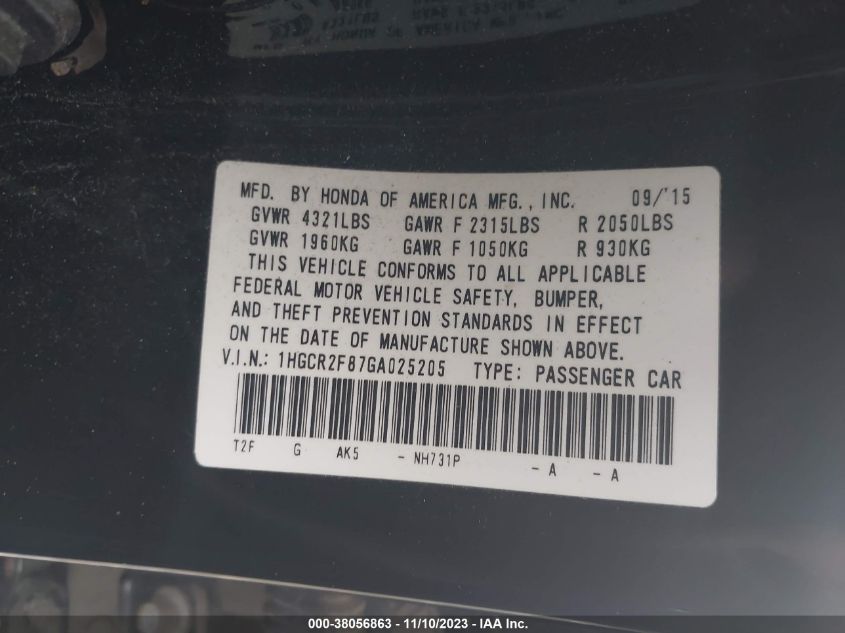 MFD. BY HONDA OF AMERICA MFG., INC. 09/'15
GVWR 4321LBS GAWR F 2315LBS R 2050LBS
GVWR 1960KG GAWR F 1050KG R 930KG
THIS VEHICLE CONFORMS TO ALL APPLICABLE
FEDERAL MOTOR VEHICLE SAFETY, BUMPER,
AND THEFT PREVENTION STANDARDS IN EFFECT
ON THE DATE OF MANUFACTURE SHOWN ABOVE.
V.I.N.: 1HGCR2F87GA025205 TYPE: PASSENGER CAR
T2F G AK5 - NH731P - A - A
000-38056863 - 11/10/2023 - IAA Inc.